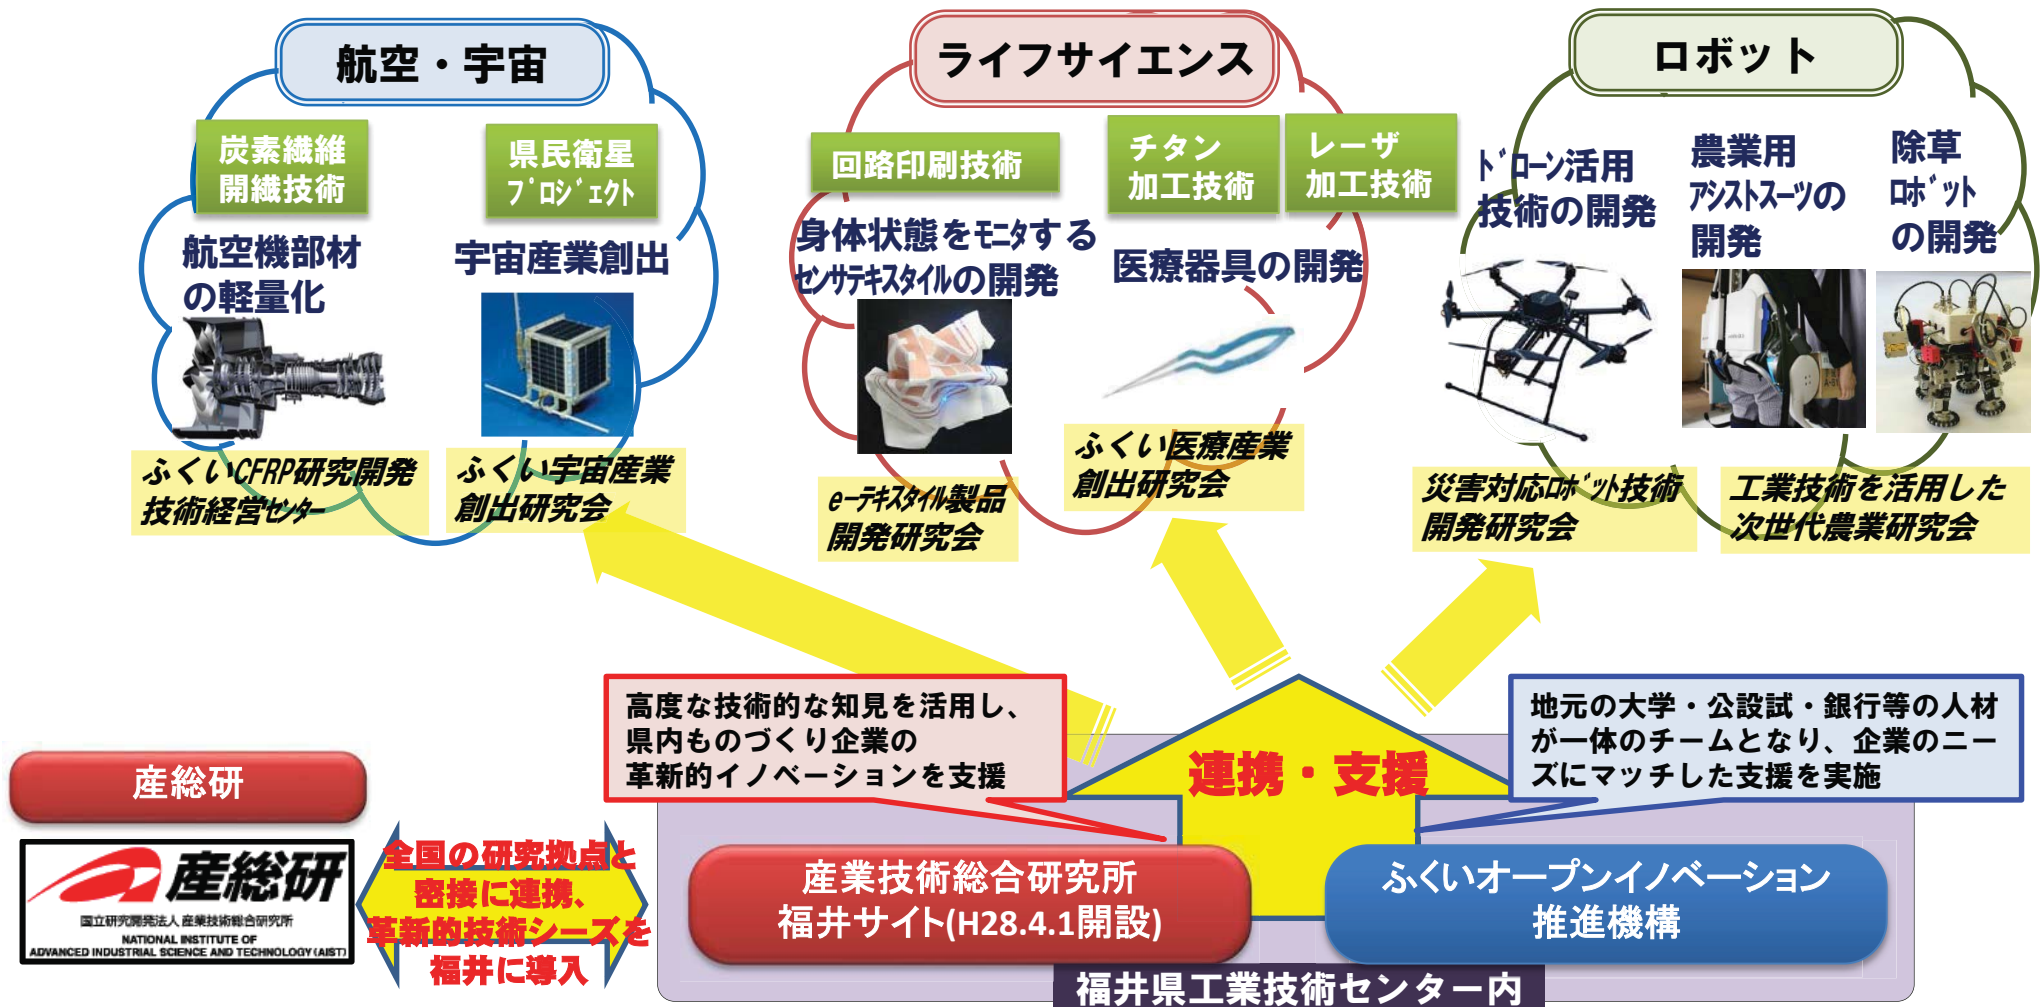 航空・宇宙
炭素繊維
開繊技術
県民衛星
プロジェクト
航空機部材
の軽量化
宇宙産業創出
ふくいCFRP研究開発
技術経営センター
ふくい宇宙産業
創出研究会
ライフサイエンス
回路印刷技術
チタン
加工技術
レーザ
加工技術
身体状態をモニタする
センサテキスタイルの開発
医療器具の開発
e－テキスタイル製品
開発研究会
ふくい医療産業
創出研究会
ロボット
ドローン活用
技術の開発
農業用
アシストスーツの
開発
除草
ロボット
の開発
災害対応ロボット技術
開発研究会
工業技術を活用した
次世代農業研究会
高度な技術的な知見を活用し、
県内ものづくり企業の
革新的イノベーションを支援
連携・支援
地元の大学・公設試・銀行等の人材
が一体のチームとなり、企業のニー
ズにマッチした支援を実施
産総研
産総研
国立研究開発法人 産業技術総合研究所
NATIONAL INSTITUTE OF
ADVANCED INDUSTRIAL SCIENCE AND TECHNOLOGY (AIST)
全国の研究拠点と
密接に連携、
革新的技術シーズを
福井に導入
産業技術総合研究所
福井サイト(H28.4.1開設)
ふくいオープンイノベーション
推進機構
福井県工業技術センター内